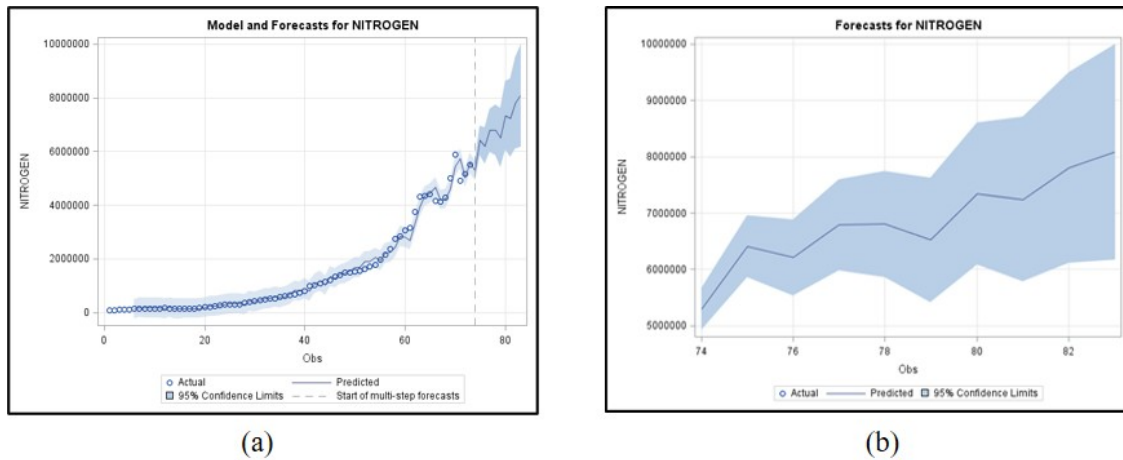 Model and Forecasts for NITROGEN
10000000
8000000
6000000
4000000
2000000
0
NITROGEN
0 20 40 60 80
Obs
Actual Predicted
95% Confidence Limits Start of multi-step forecasts
(a)
Forecasts for NITROGEN
10000000
9000000
8000000
7000000
6000000
5000000
NITROGEN
74 76 78 80 82
Obs
Actual Predicted 95% Confidence Limits
(b)